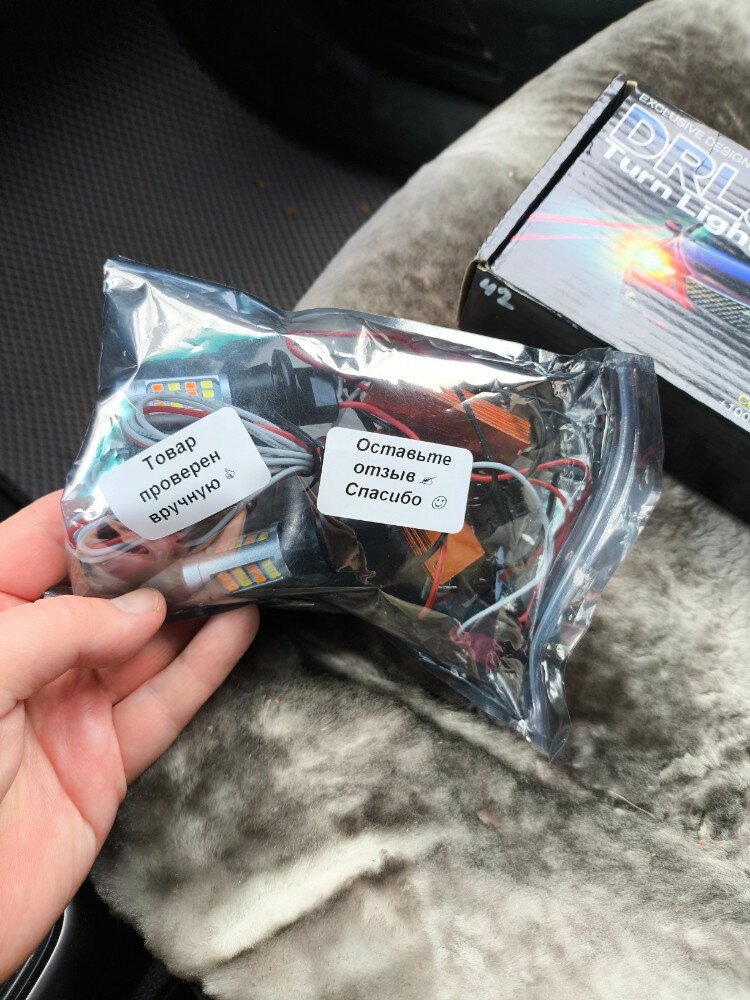 EXCLUSIVE DESIGN
DRL
Turn Light
42
Товар
проверен
вручную
Оставьте
отзыв
Спасибо